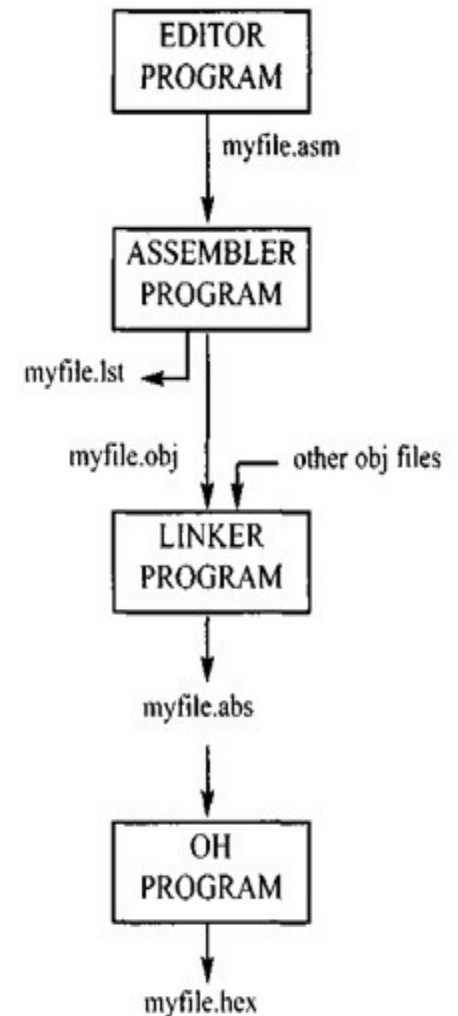 EDITOR
PROGRAM
myfile.asm
ASSEMBLER
PROGRAM
myfile.lst
myfile.obj
other obj files
LINKER
PROGRAM
myfile.abs
OH
PROGRAM
myfile.hex